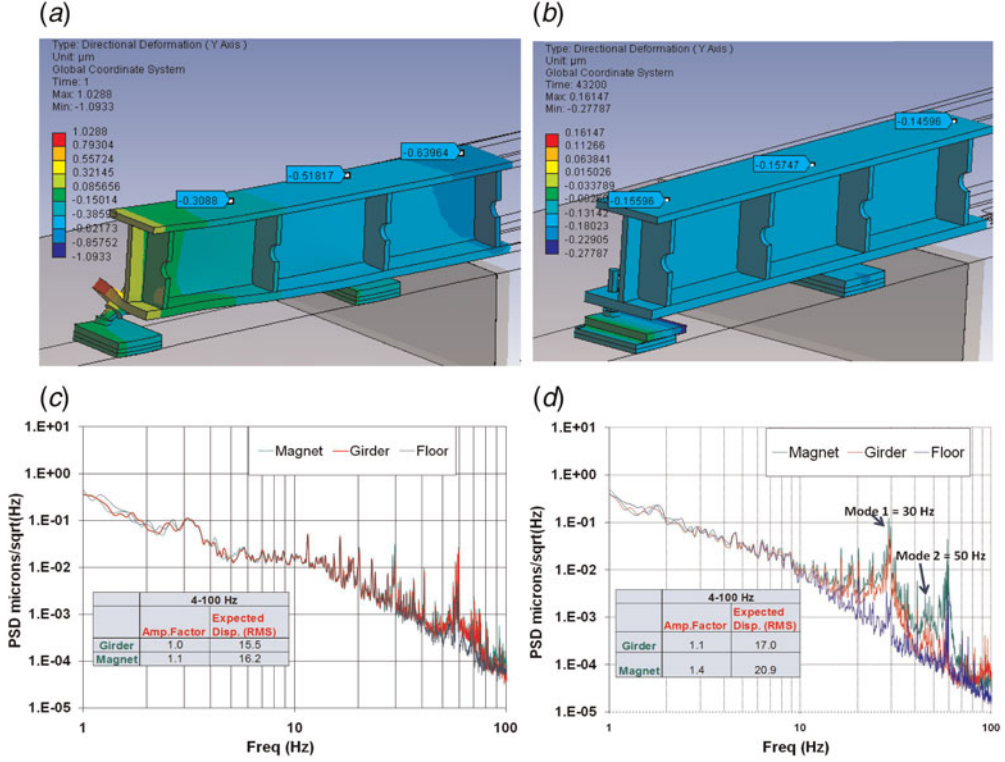 (a)
Type: Directional Deformation ( Y Axis )
Unit: µm
Global Coordinate System
Time: 1
Max: 1.0288
Min: -1.0933
1.0288
0.79304
0.55724
0.32145
0.085656
-0.15014
-0.3859
-0.62173
-0.85752
-1.0933
-0.3088
-0.51817
-0.63964
(b)
Type: Directional Deformation ( Y Axis )
Unit: µm
Global Coordinate System
Time: 43200
Max: 0.16147
Min: -0.27787
0.16147
0.11266
0.063841
0.015026
-0.033789
-0.13142
-0.18023
-0.22905
-0.27787
-0.15596
-0.15747
-0.14596
(c)
PSD microns/sqrt(Hz)
1.E+01
1.E+00
1.E-01
1.E-02
1.E-03
1.E-04
1.E-05
Magnet Girder Floor
4-100 Hz
Amp.Factor Expected Disp. (RMS)
Girder 1.0 15.5
Magnet 1.1 16.2
1 10 100
Freq (Hz)
(d)
PSD microns/sqrt(Hz)
1.E+01
1.E+00
1.E-01
1.E-02
1.E-03
1.E-04
1.E-05
Magnet Girder Floor
Mode 1 = 30 Hz
Mode 2 = 50 Hz
4-100 Hz
Amp.Factor Expected Disp. (RMS)
Girder 1.1 17.0
Magnet 1.4 20.9
1 10 100
Freq (Hz)